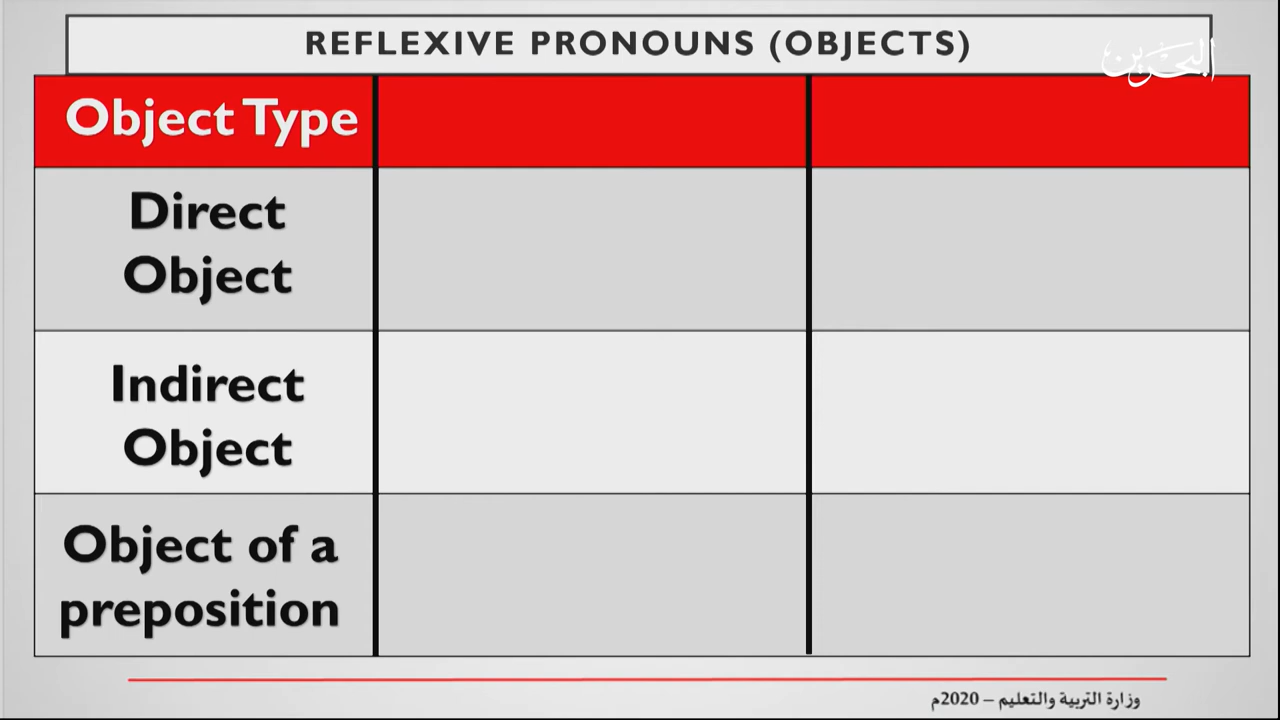 REFLEXIVE PRONOUNS (OBJECTS)
البحرين
Object Type
Direct
Object
Indirect
Object
Object of a
preposition
وزارة التربية والتعليم – 2020م